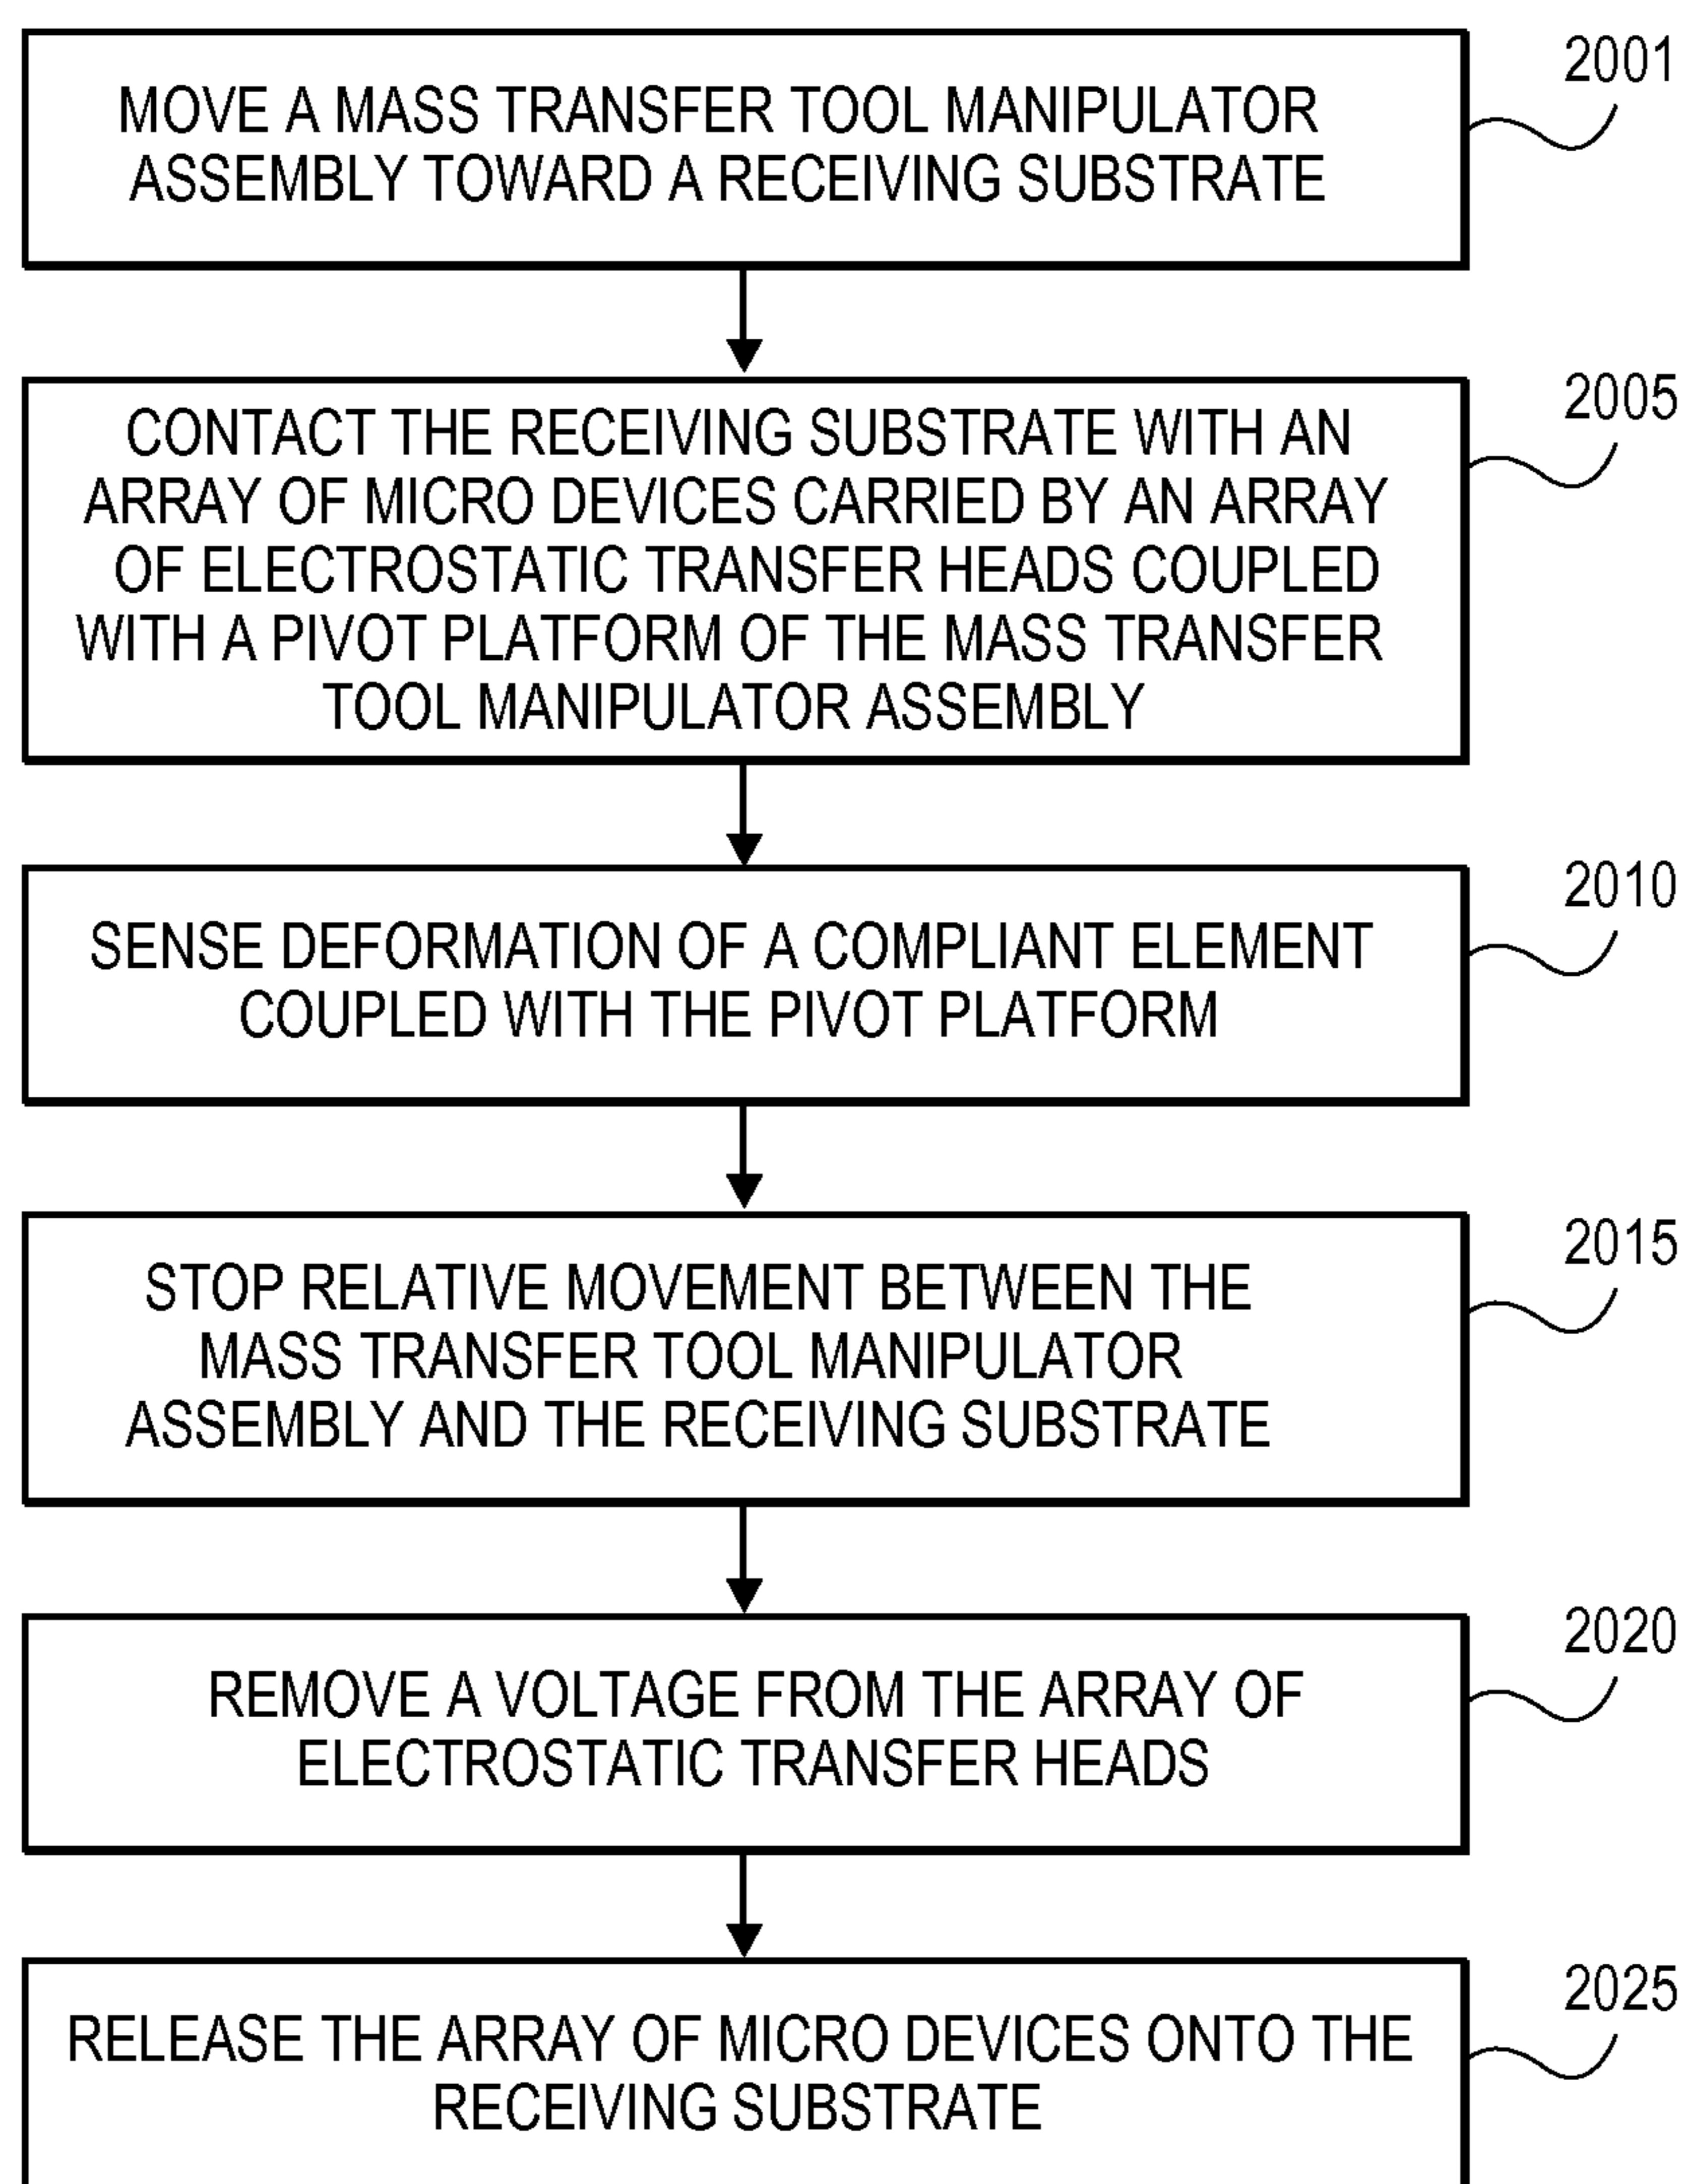 2001
MOVE A MASS TRANSFER TOOL MANIPULATOR
ASSEMBLY TOWARD A RECEIVING SUBSTRATE
2005
CONTACT THE RECEIVING SUBSTRATE WITH AN
ARRAY OF MICRO DEVICES CARRIED BY AN ARRAY
OF ELECTROSTATIC TRANSFER HEADS COUPLED
WITH A PIVOT PLATFORM OF THE MASS TRANSFER
TOOL MANIPULATOR ASSEMBLY
2010
SENSE DEFORMATION OF A COMPLIANT ELEMENT
COUPLED WITH THE PIVOT PLATFORM
2015
STOP RELATIVE MOVEMENT BETWEEN THE
MASS TRANSFER TOOL MANIPULATOR
ASSEMBLY AND THE RECEIVING SUBSTRATE
2020
REMOVE A VOLTAGE FROM THE ARRAY OF
ELECTROSTATIC TRANSFER HEADS
2025
RELEASE THE ARRAY OF MICRO DEVICES ONTO THE
RECEIVING SUBSTRATE